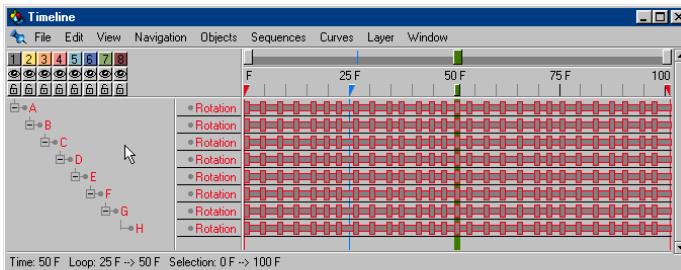 Timeline
File Edit View Navigation Objects Sequences Curves Layer Window
1 2 3 4 5 6 7 8
F 25 F 50 F 75 F 100
A Rotation
B Rotation
C Rotation
D Rotation
E Rotation
F Rotation
G Rotation
H Rotation
Time: 50 F Loop: 25 F --> 50 F Selection: 0 F --> 100 F